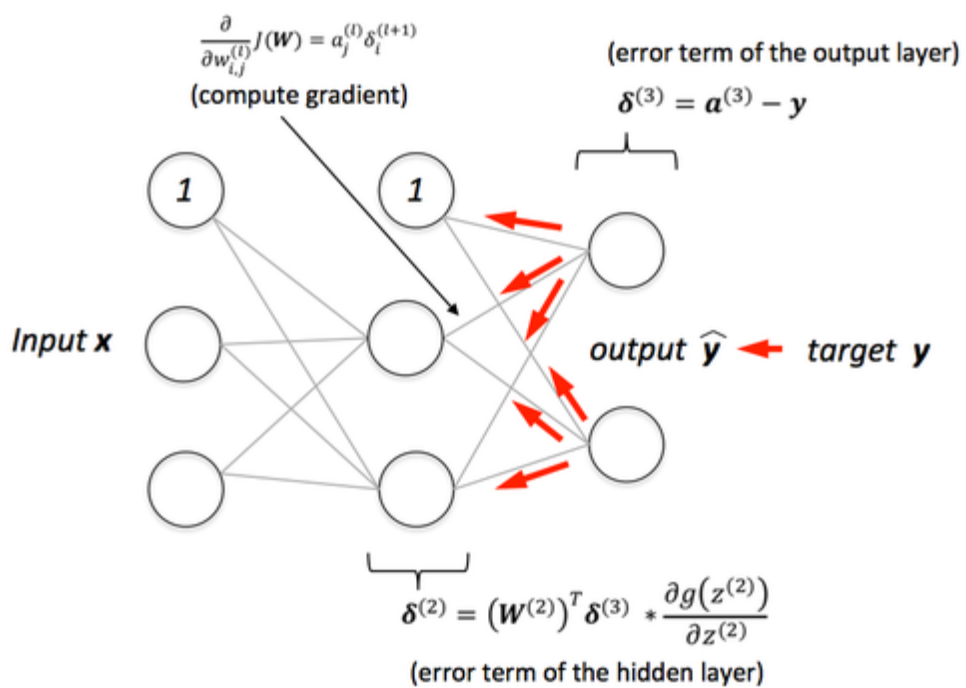 ∂/∂w_{i,j}^{(l)} J(W) = a_j^{(l)} δ_i^{(l+1)}
(compute gradient)
(error term of the output layer)
δ^{(3)} = a^{(3)} − y
1
1
Input x
output ŷ
target y
δ^{(2)} = (W^{(2)})^T δ^{(3)} * ∂g(z^{(2)})/∂z^{(2)}
(error term of the hidden layer)